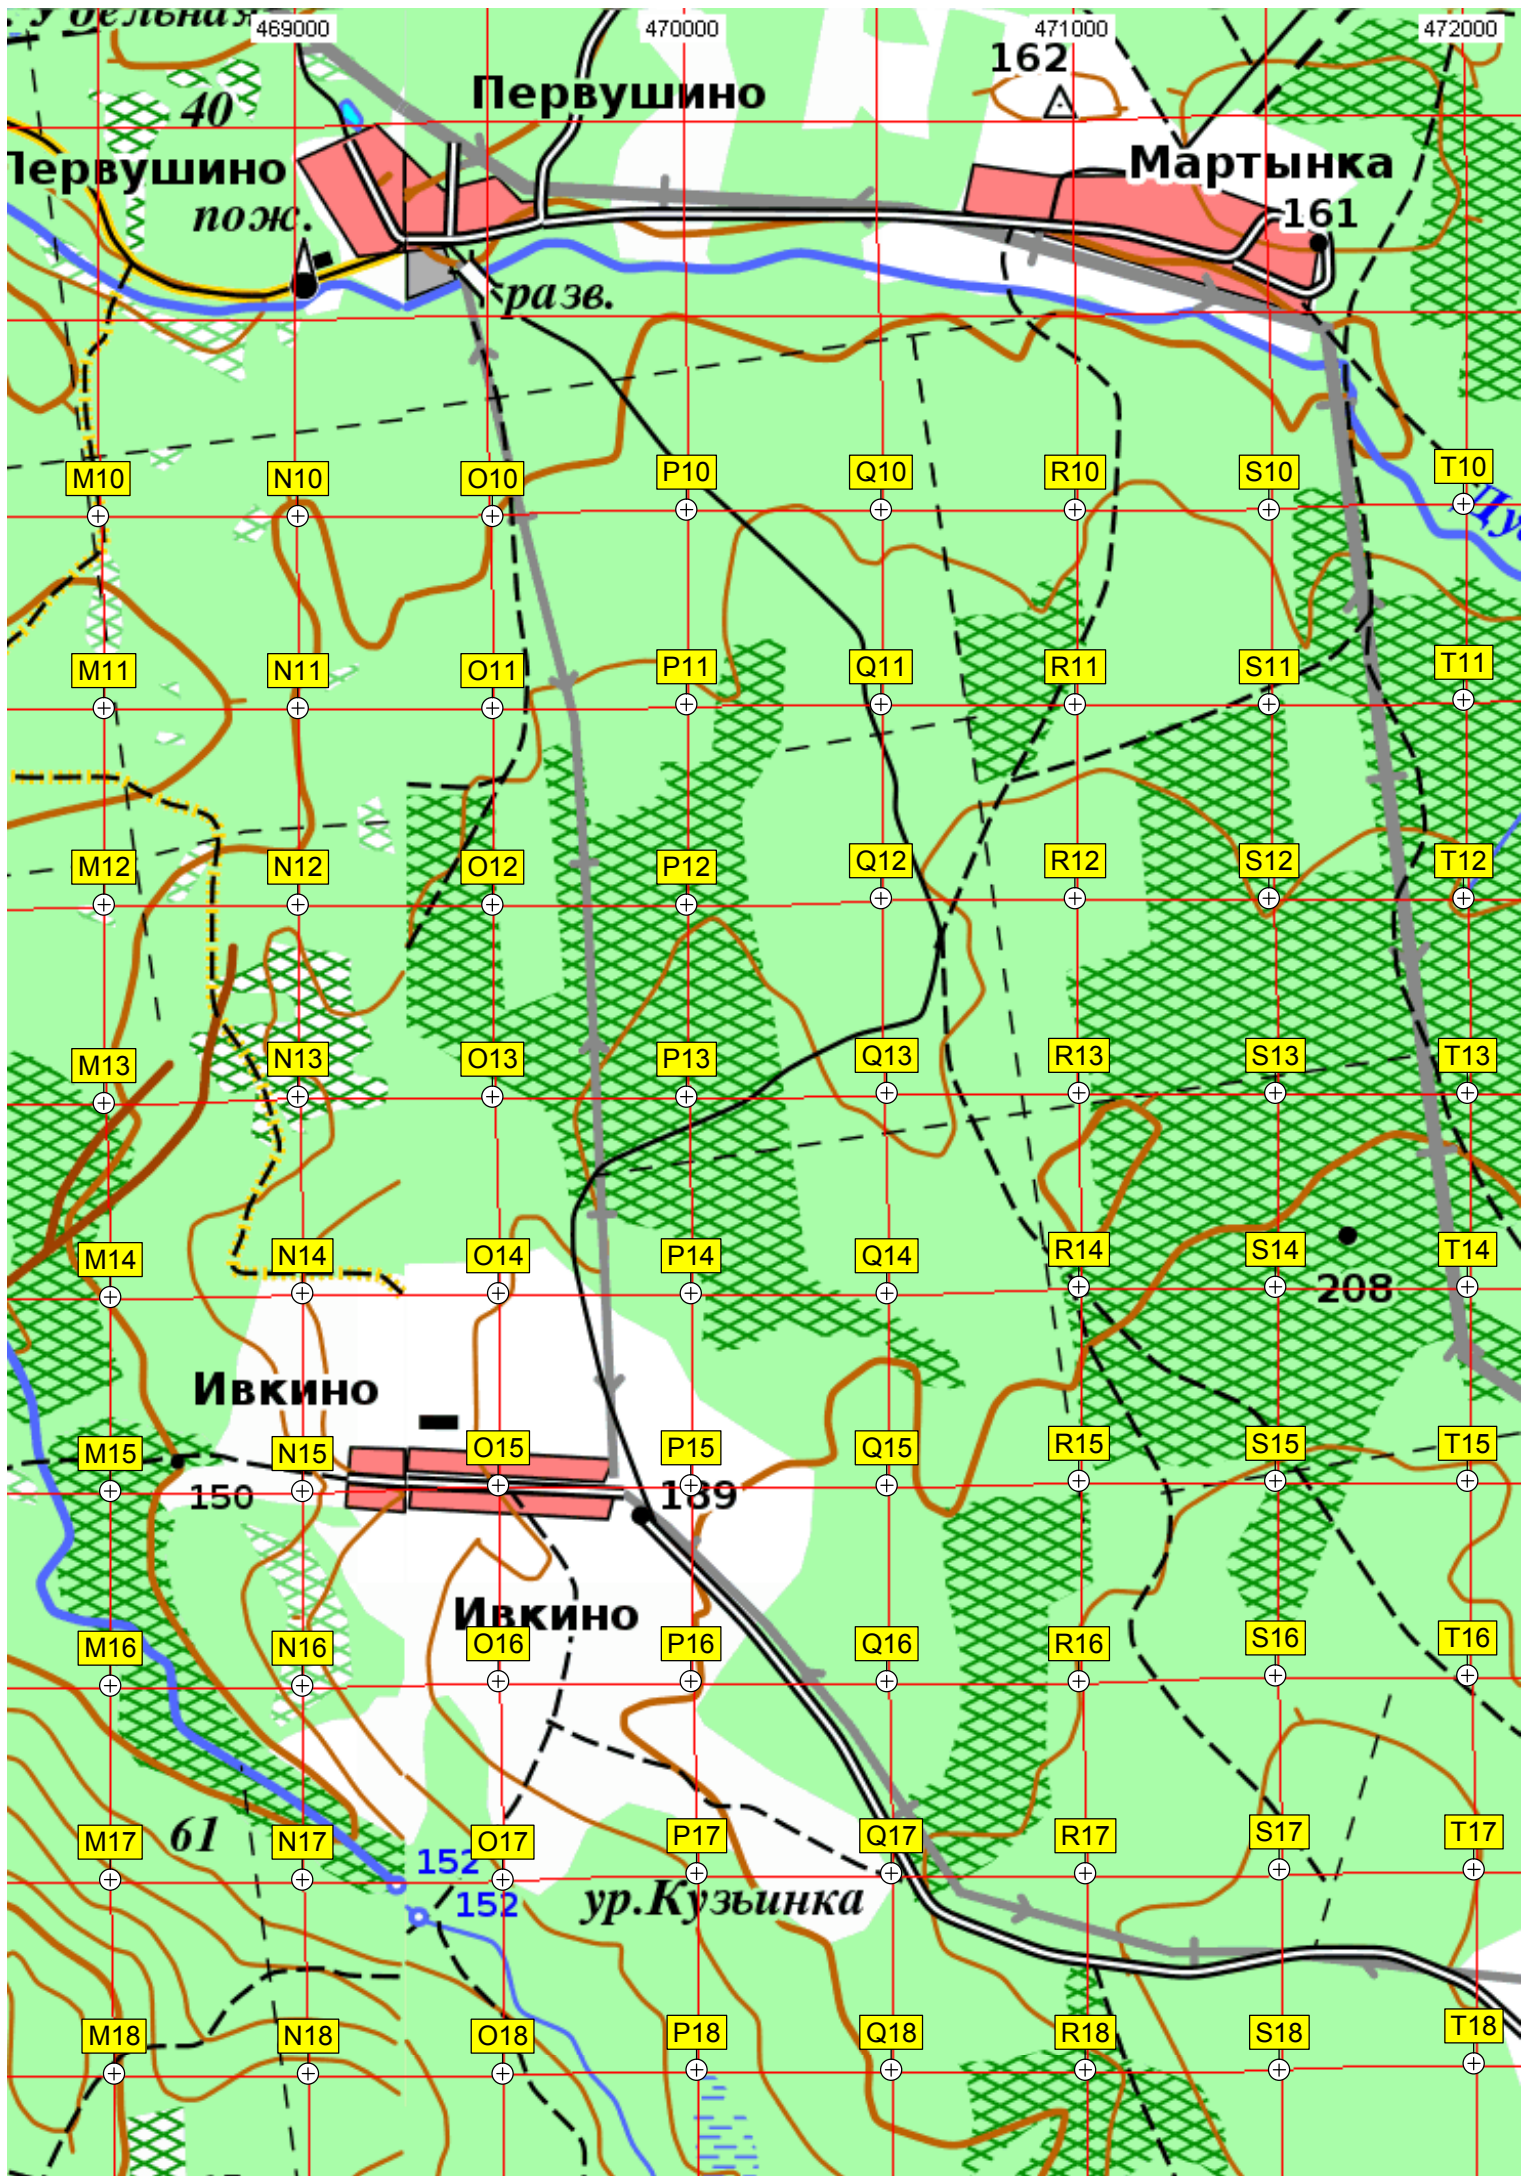 Удельная
469000 470000 471000 472000
162
40
Первушино
Первушино
Мартынка
пож.
161
разв.
M10 N10 O10 P10 Q10 R10 S10 T10
M11 N11 O11 P11 Q11 R11 S11 T11
M12 N12 O12 P12 Q12 R12 S12 T12
M13 N13 O13 P13 Q13 R13 S13 T13
M14 N14 O14 P14 Q14 R14 S14 T14
208
Ивкино
M15 N15 O15 P15 Q15 R15 S15 T15
150
189
Ивкино
M16 N16 O16 P16 Q16 R16 S16 T16
61
M17 N17 O17 P17 Q17 R17 S17 T17
152
152
ур.Кузьинка
M18 N18 O18 P18 Q18 R18 S18 T18